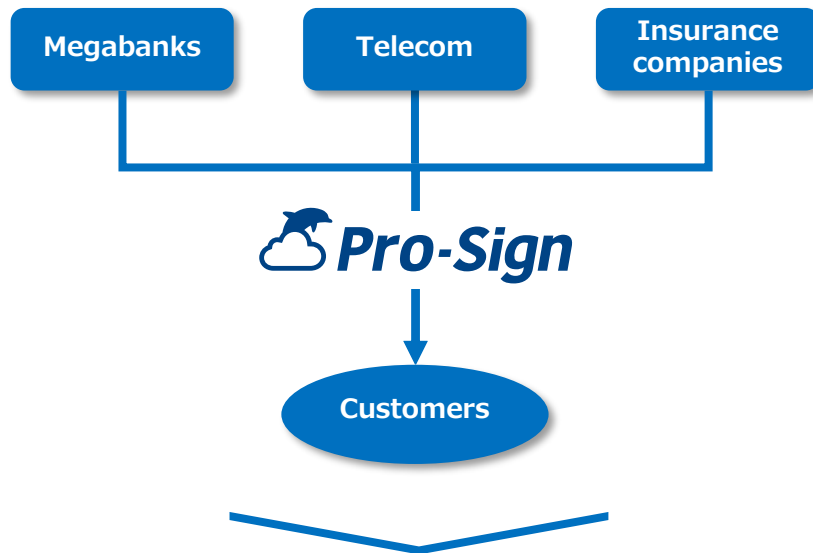 Megabanks
Telecom
Insurance
companies
Pro-Sign
Customers